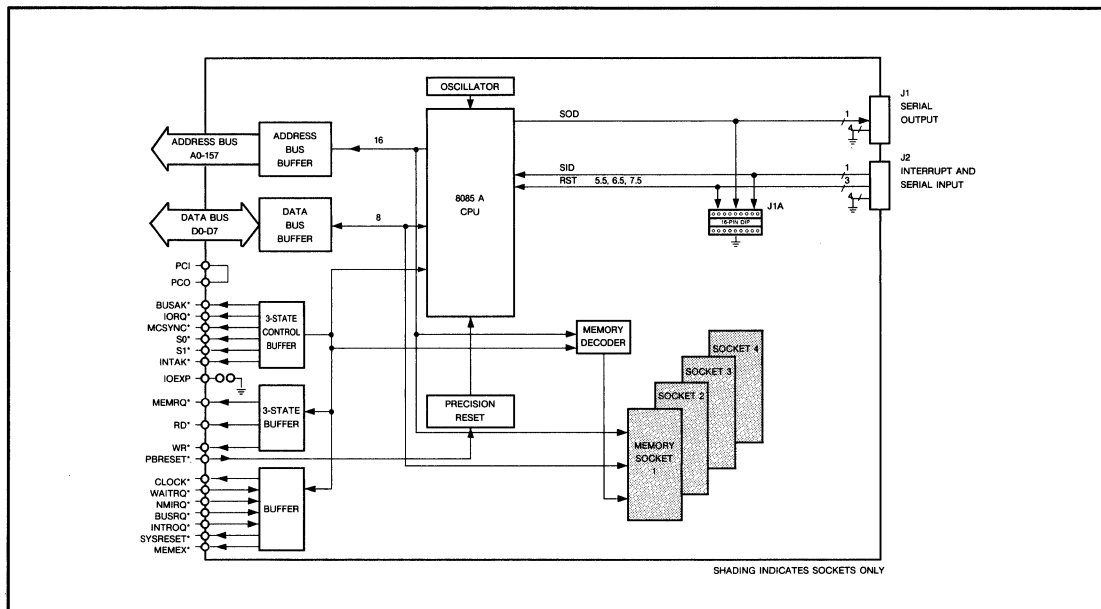 OSCILLATOR
8085 A
CPU
ADDRESS BUS
A0-157
ADDRESS
BUS
BUFFER
16
DATA BUS
D0-D7
DATA
BUS
BUFFER
8
SOD
1
J1
SERIAL
OUTPUT
SID
1
RST 5.5, 6.5, 7.5
3
J2
INTERRUPT AND
SERIAL INPUT
J1A
16-PIN DIP
PCI
PCO
BUSAK*
IORQ*
MCSYNC*
S0*
S1*
INTAK*
3-STATE
CONTROL
BUFFER
IOEXP
MEMRQ*
RD*
WR*
3-STATE
BUFFER
PBRESET*
PRECISION
RESET
CLOCK*
WAITRQ*
NMIRQ*
BUSRQ*
INTROQ*
SYSRESET*
MEMEX*
BUFFER
MEMORY
DECODER
SOCKET 4
SOCKET 3
SOCKET 2
MEMORY
SOCKET
1
SHADING INDICATES SOCKETS ONLY